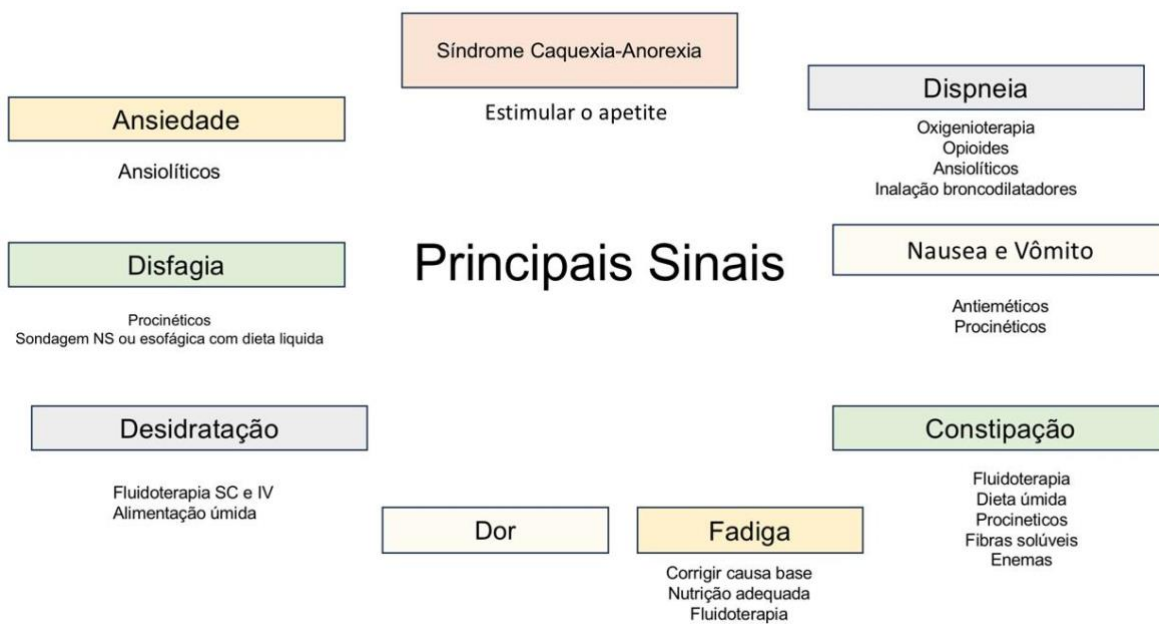 Síndrome Caquexia-Anorexia
Estimular o apetite
Dispneia
Oxigenioterapia
Opioides
Ansiolíticos
Inalação broncodilatadores
Ansiedade
Ansiolíticos
Principais Sinais
Nausea e Vômito
Antieméticos
Procinéticos
Disfagia
Procinéticos
Sondagem NS ou esofágica com dieta liquida
Desidratação
Fluidoterapia SC e IV
Alimentação úmida
Constipação
Fluidoterapia
Dieta úmida
Procineticos
Fibras solúveis
Enemas
Dor
Fadiga
Corrigir causa base
Nutrição adequada
Fluidoterapia